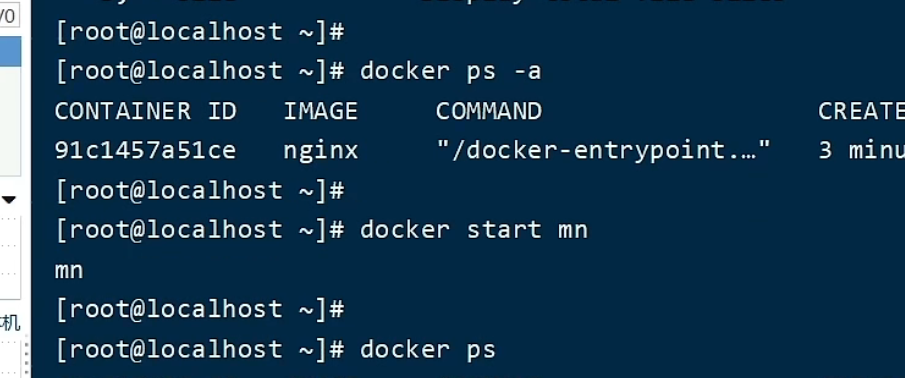 /0
[root@localhost ~]#
[root@localhost ~]# docker ps -a
CONTAINER ID IMAGE COMMAND CREATE
91c1457a51ce nginx "/docker-entrypoint.…" 3 minu
[root@localhost ~]#
[root@localhost ~]# docker start mn
mn
[root@localhost ~]#
机
[root@localhost ~]# docker ps